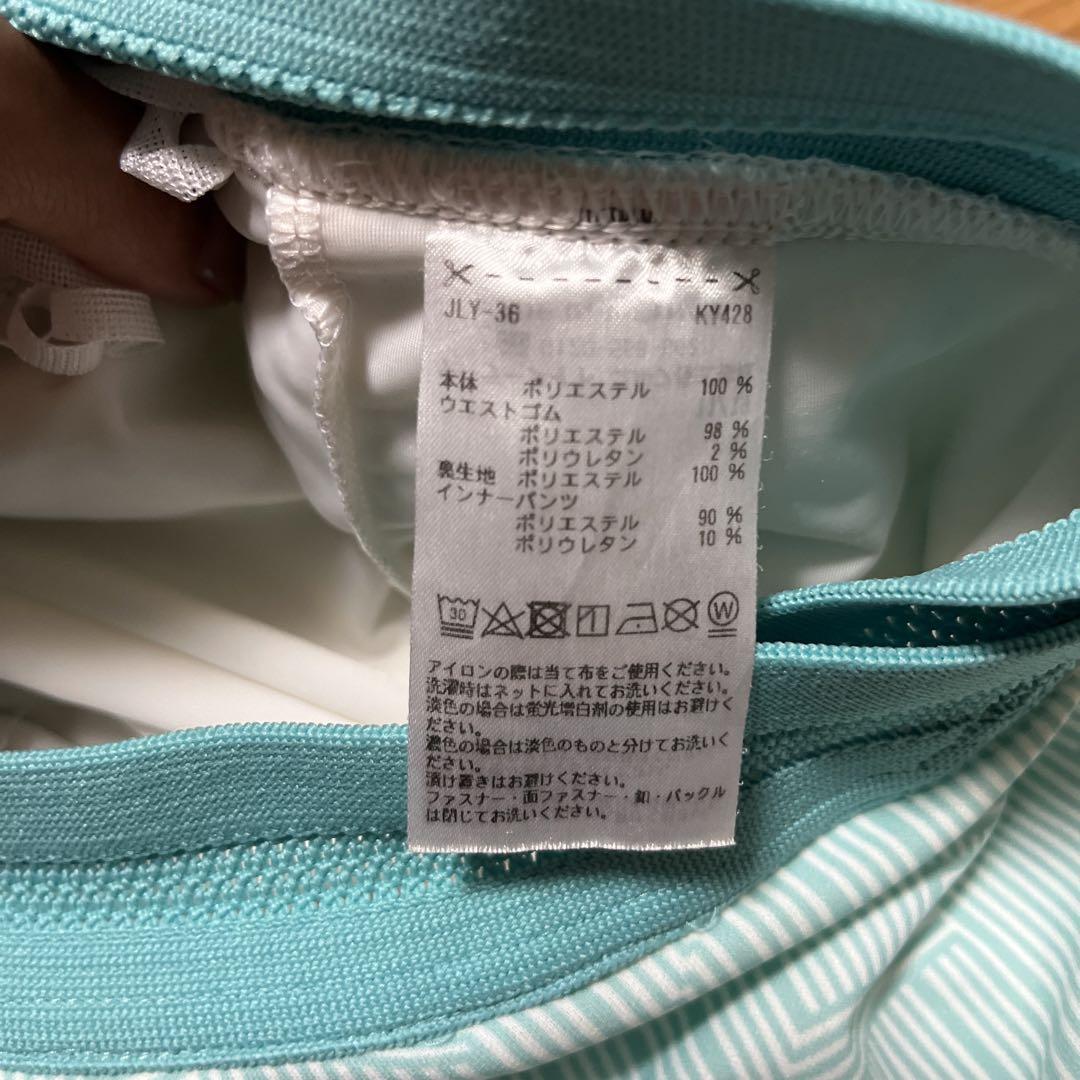 JLY-36 KY428
本体 ポリエステル 100 %
ウエストゴム
ポリエステル 98 %
ポリウレタン 2 %
裏生地 ポリエステル 100 %
インナーパンツ
ポリエステル 90 %
ポリウレタン 10 %
30 W
アイロンの際は当て布をご使用ください。
洗濯時はネットに入れてお洗いください。
淡色の場合は蛍光増白剤の使用はお避けく
ださい。
濃色の場合は淡色のものと分けてお洗いく
ださい。
漬け置きはお避けください。
ファスナー・面ファスナー・釦・バックル
は閉じてお洗いください。